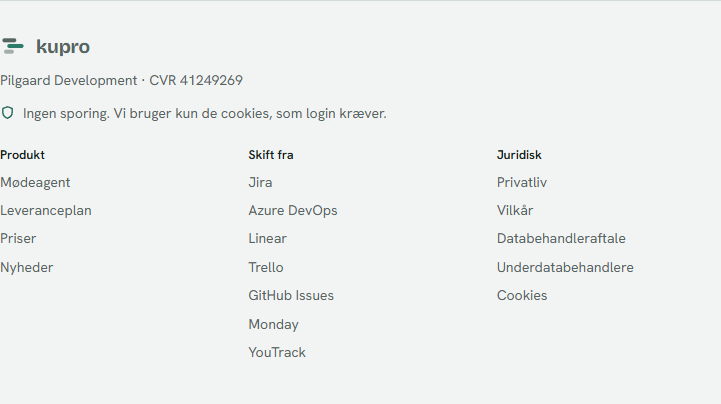 kupro
Pilgaard Development · CVR 41249269
Ingen sporing. Vi bruger kun de cookies, som login kræver.
Produkt
Mødeagent
Leveranceplan
Priser
Nyheder
Skift fra
Jira
Azure DevOps
Linear
Trello
GitHub Issues
Monday
YouTrack
Juridisk
Privatliv
Vilkår
Databehandleraftale
Underdatabehandlere
Cookies